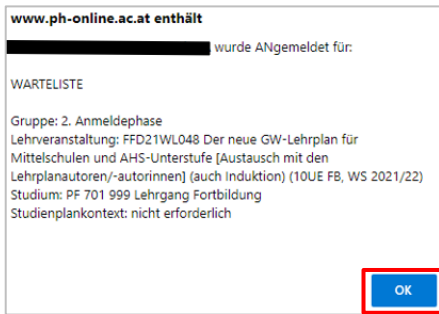 www.ph-online.ac.at enthält
wurde ANgemeldet für:
WARTELISTE
Gruppe: 2. Anmeldephase
Lehrveranstaltung: FFD21WL048 Der neue GW-Lehrplan für
Mittelschulen und AHS-Unterstufe [Austausch mit den
Lehrplanautoren/-autorinnen] (auch Induktion) (10UE FB, WS 2021/22)
Studium: PF 701 999 Lehrgang Fortbildung
Studienplankontext: nicht erforderlich
OK